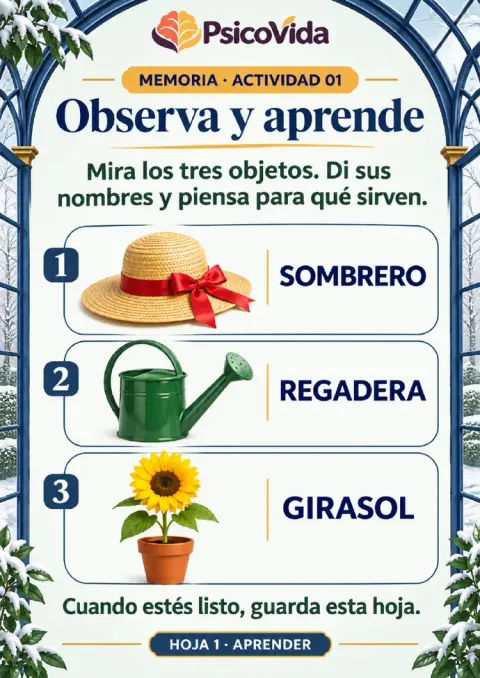 PsicoVida
MEMORIA · ACTIVIDAD 01
Observa y aprende
Mira los tres objetos. Di sus
nombres y piensa para qué sirven.
1
SOMBRERO
2
REGADERA
3
GIRASOL
Cuando estés listo, guarda esta hoja.
HOJA 1 · APRENDER